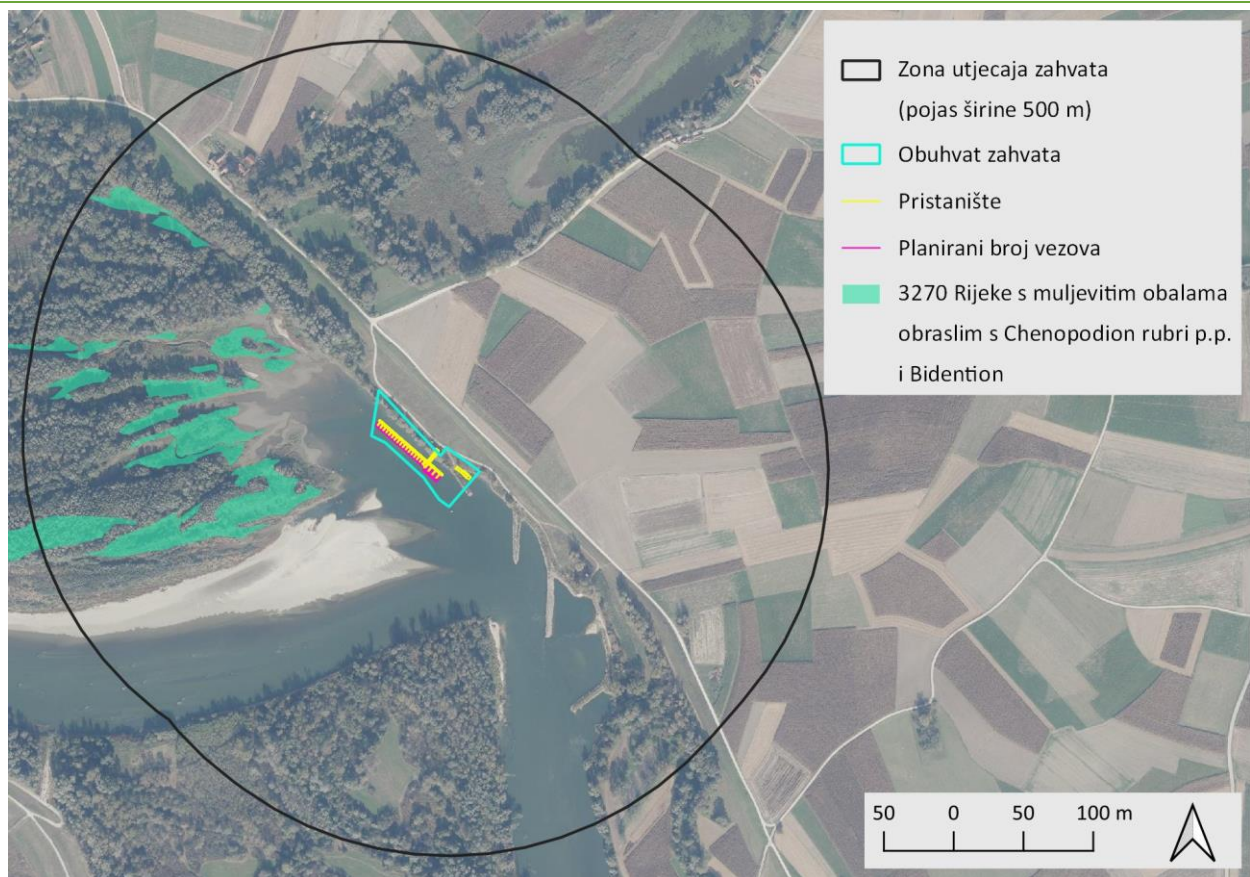 Zona utjecaja zahvata
(pojas širine 500 m)
Obuhvat zahvata
Pristanište
Planirani broj vezova
3270 Rijeke s muljevitim obalama
obraslim s Chenopodion rubri p.p.
i Bidention
50 0 50 100 m